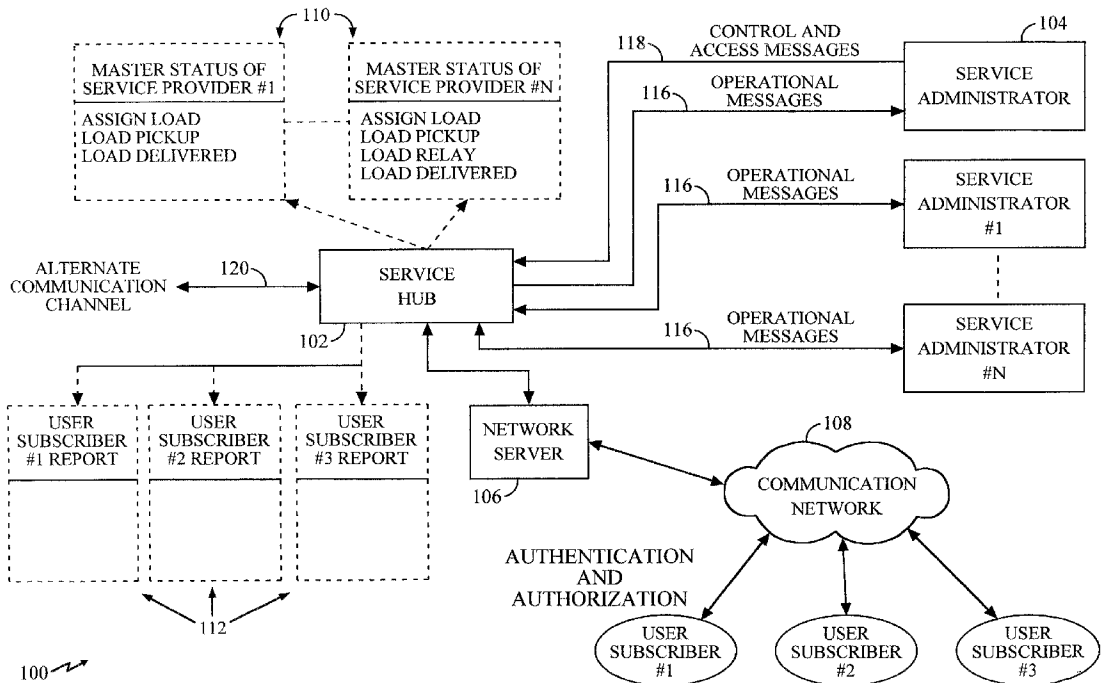 110
MASTER STATUS OF
SERVICE PROVIDER #1
ASSIGN LOAD
LOAD PICKUP
LOAD DELIVERED
MASTER STATUS OF
SERVICE PROVIDER #N
ASSIGN LOAD
LOAD PICKUP
LOAD RELAY
LOAD DELIVERED
118
CONTROL AND
ACCESS MESSAGES
116
OPERATIONAL
MESSAGES
104
SERVICE
ADMINISTRATOR
116
OPERATIONAL
MESSAGES
SERVICE
ADMINISTRATOR
#1
ALTERNATE
COMMUNICATION
CHANNEL
120
SERVICE
HUB
102
116
OPERATIONAL
MESSAGES
SERVICE
ADMINISTRATOR
#N
USER
SUBSCRIBER
#1 REPORT
USER
SUBSCRIBER
#2 REPORT
USER
SUBSCRIBER
#3 REPORT
112
NETWORK
SERVER
106
108
COMMUNICATION
NETWORK
AUTHENTICATION
AND
AUTHORIZATION
USER
SUBSCRIBER
#1
USER
SUBSCRIBER
#2
USER
SUBSCRIBER
#3
100